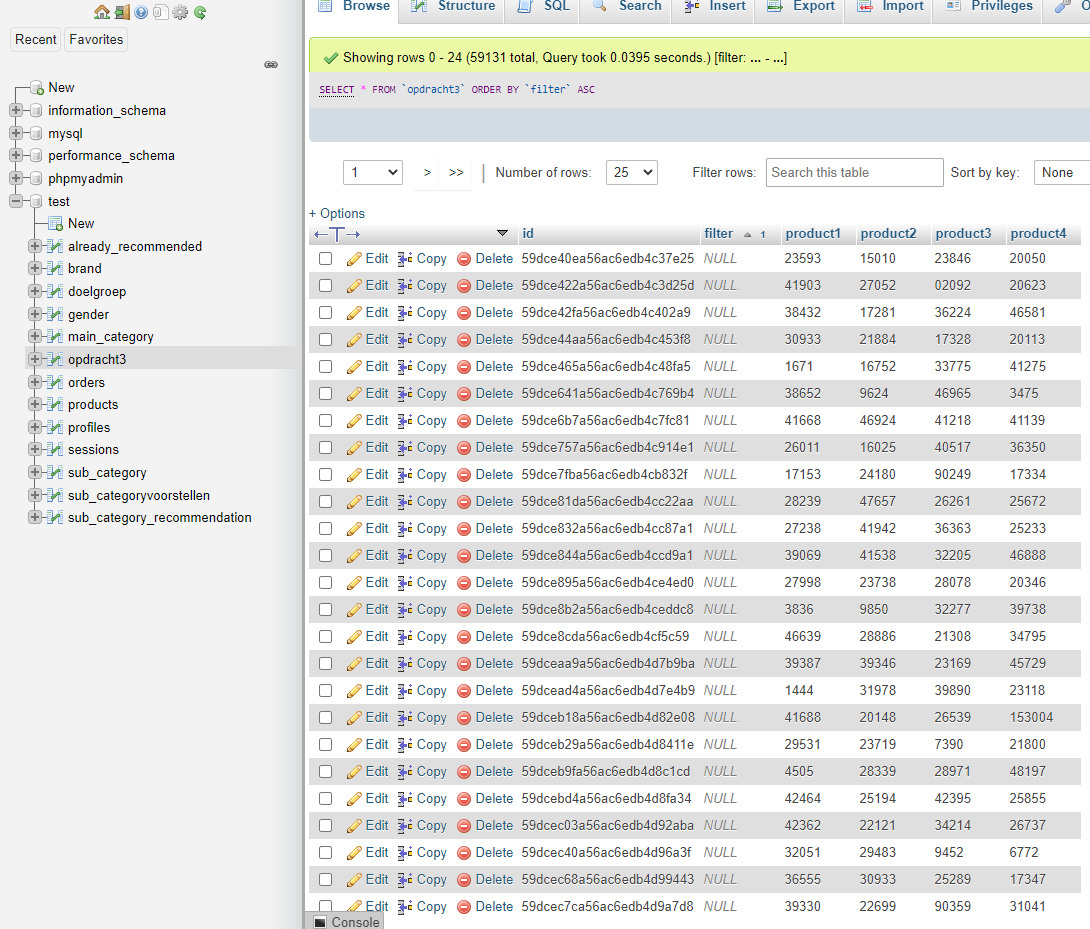 Browse Structure SQL Search Insert Export Import Privileges
Recent Favorites
Showing rows 0 - 24 (59131 total, Query took 0.0395 seconds.) [filter: ... - ...]
SELECT * FROM `opdracht3` ORDER BY `filter` ASC
New
information_schema
mysql
performance_schema
phpmyadmin
test
New
already_recommended
brand
doelgroep
gender
main_category
opdracht3
orders
products
profiles
sessions
sub_category
sub_categoryvoorstellen
sub_category_recommendation
1 > >> | Number of rows: 25 Filter rows: Search this table Sort by key: None
+ Options
←T→ id filter 1 product1 product2 product3 product4
Edit Copy Delete 59dce40ea56ac6edb4c37e25 NULL 23593 15010 23846 20050
Edit Copy Delete 59dce422a56ac6edb4c3d25d NULL 41903 27052 02092 20623
Edit Copy Delete 59dce42fa56ac6edb4c402a9 NULL 38432 17281 36224 46581
Edit Copy Delete 59dce44aa56ac6edb4c453f8 NULL 30933 21884 17328 20113
Edit Copy Delete 59dce465a56ac6edb4c48fa5 NULL 1671 16752 33775 41275
Edit Copy Delete 59dce641a56ac6edb4c769b4 NULL 38652 9624 46965 3475
Edit Copy Delete 59dce6b7a56ac6edb4c7fc81 NULL 41668 46924 41218 41139
Edit Copy Delete 59dce757a56ac6edb4c914e1 NULL 26011 16025 40517 36350
Edit Copy Delete 59dce7fba56ac6edb4cb832f NULL 17153 24180 90249 17334
Edit Copy Delete 59dce81da56ac6edb4cc22aa NULL 28239 47657 26261 25672
Edit Copy Delete 59dce832a56ac6edb4cc87a1 NULL 27238 41942 36363 25233
Edit Copy Delete 59dce844a56ac6edb4ccd9a1 NULL 39069 41538 32205 46888
Edit Copy Delete 59dce895a56ac6edb4ce4ed0 NULL 27998 23738 28078 20346
Edit Copy Delete 59dce8b2a56ac6edb4ceddc8 NULL 3836 9850 32277 39738
Edit Copy Delete 59dce8cda56ac6edb4cf5c59 NULL 46639 28886 21308 34795
Edit Copy Delete 59dceaa9a56ac6edb4d7b9ba NULL 39387 39346 23169 45729
Edit Copy Delete 59dcead4a56ac6edb4d7e4b9 NULL 1444 31978 39890 23118
Edit Copy Delete 59dceb18a56ac6edb4d82e08 NULL 41688 20148 26539 153004
Edit Copy Delete 59dceb29a56ac6edb4d8411e NULL 29531 23719 7390 21800
Edit Copy Delete 59dceb9fa56ac6edb4d8c1cd NULL 4505 28339 28971 48197
Edit Copy Delete 59dcebd4a56ac6edb4d8fa34 NULL 42464 25194 42395 25855
Edit Copy Delete 59dcec03a56ac6edb4d92aba NULL 42362 22121 34214 26737
Edit Copy Delete 59dcec40a56ac6edb4d96a3f NULL 32051 29483 9452 6772
Edit Copy Delete 59dcec68a56ac6edb4d99443 NULL 36555 30933 25289 17347
Edit Copy Delete 59dcec7ca56ac6edb4d9a7d8 NULL 39330 22699 90359 31041
Console